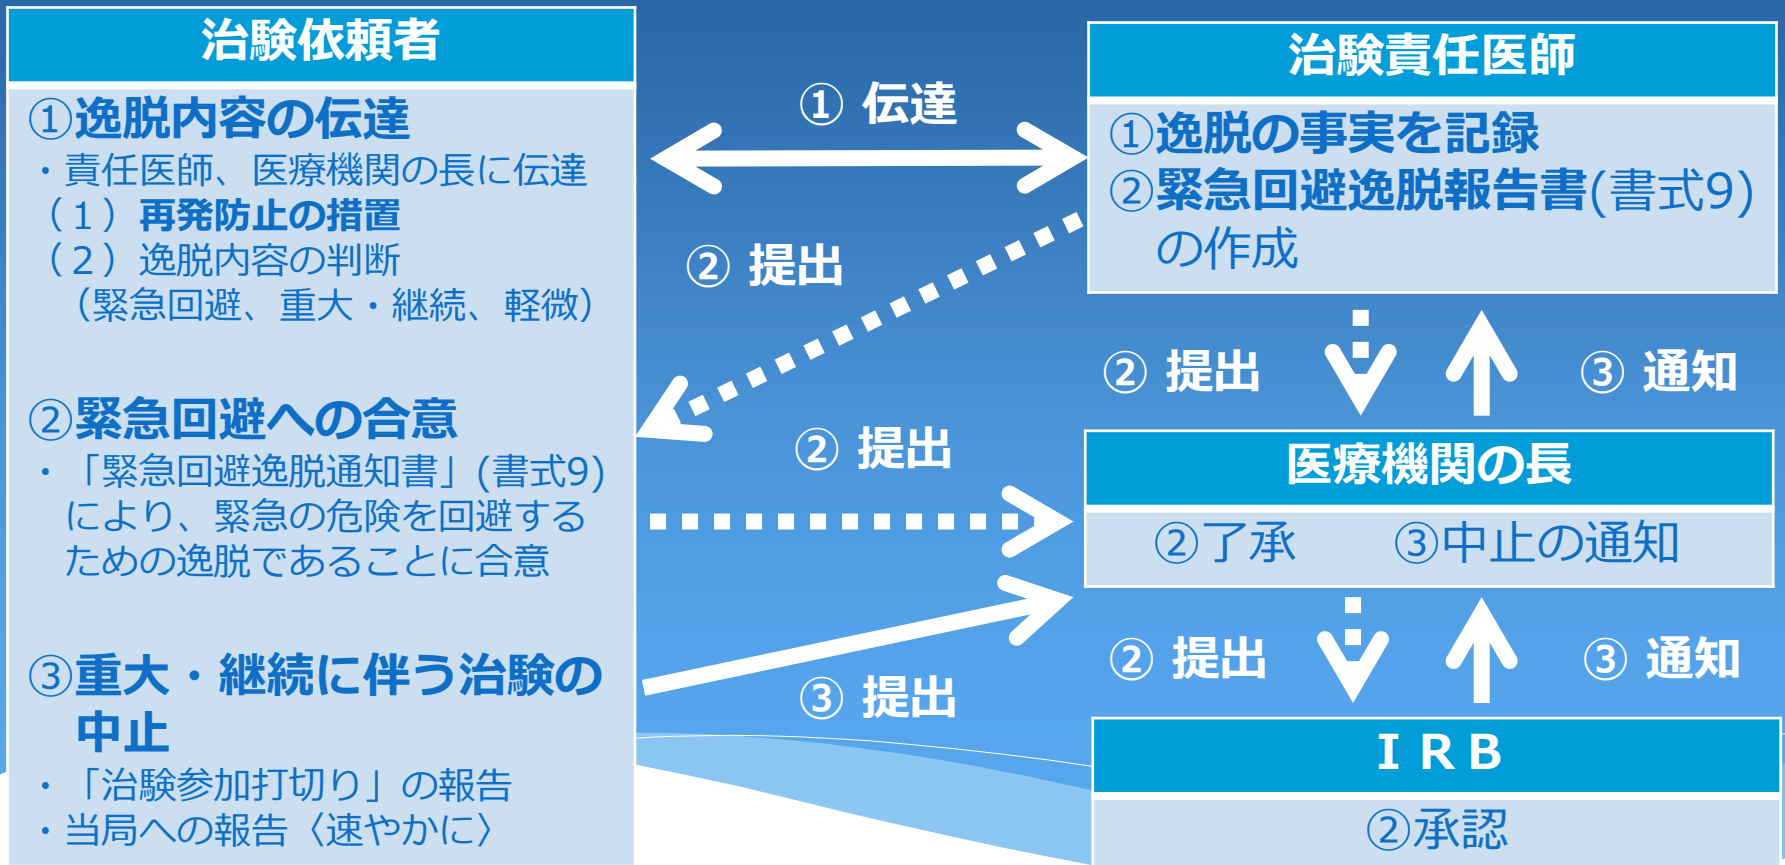 治験依頼者
①逸脱内容の伝達
・責任医師、医療機関の長に伝達
（１）再発防止の措置
（２）逸脱内容の判断
（緊急回避、重大・継続、軽微）
②緊急回避への合意
・「緊急回避逸脱通知書」(書式9)
により、緊急の危険を回避する
ための逸脱であることに合意
③重大・継続に伴う治験の
中止
・「治験参加打切り」の報告
・当局への報告〈速やかに〉
① 伝達
② 提出
② 提出
③ 提出
治験責任医師
①逸脱の事実を記録
②緊急回避逸脱報告書(書式9)
の作成
② 提出
③ 通知
医療機関の長
②了承 ③中止の通知
② 提出
③ 通知
ＩＲＢ
②承認